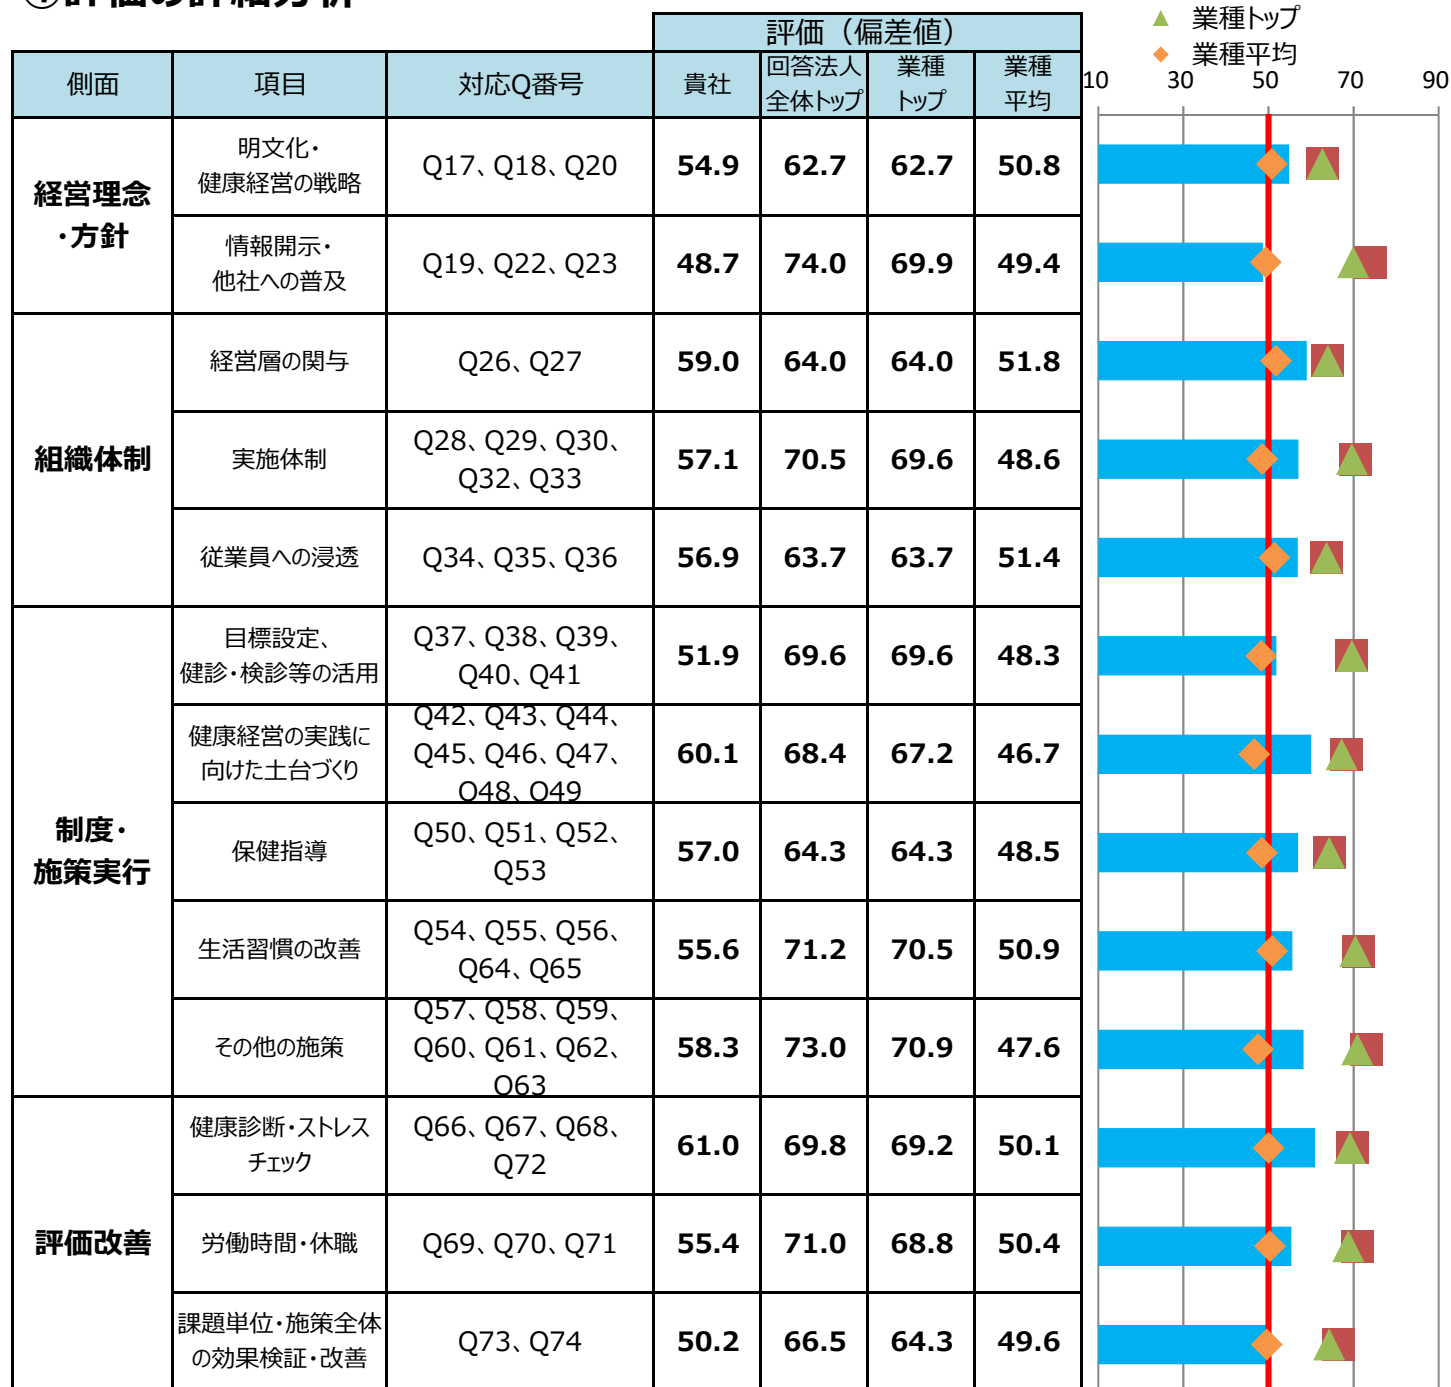 評価（偏差値）
▲ 業種トップ
◆ 業種平均
側面 項目 対応Q番号 貴社 回答法人 業種 業種
全体トップ トップ 平均
10 30 50 70 90
経営理念
・方針
明文化・
健康経営の戦略
Q17、Q18、Q20 54.9 62.7 62.7 50.8
情報開示・
他社への普及
Q19、Q22、Q23 48.7 74.0 69.9 49.4
組織体制
経営層の関与 Q26、Q27 59.0 64.0 64.0 51.8
実施体制
Q28、Q29、Q30、
Q32、Q33
57.1 70.5 69.6 48.6
従業員への浸透 Q34、Q35、Q36 56.9 63.7 63.7 51.4
制度・
施策実行
目標設定、
健診・検診等の活用
Q37、Q38、Q39、
Q40、Q41
51.9 69.6 69.6 48.3
健康経営の実践に
向けた土台づくり
Q42、Q43、Q44、
Q45、Q46、Q47、
Q48、Q49
60.1 68.4 67.2 46.7
保健指導
Q50、Q51、Q52、
Q53
57.0 64.3 64.3 48.5
生活習慣の改善
Q54、Q55、Q56、
Q64、Q65
55.6 71.2 70.5 50.9
その他の施策
Q57、Q58、Q59、
Q60、Q61、Q62、
Q63
58.3 73.0 70.9 47.6
評価改善
健康診断・ストレス
チェック
Q66、Q67、Q68、
Q72
61.0 69.8 69.2 50.1
労働時間・休職 Q69、Q70、Q71 55.4 71.0 68.8 50.4
課題単位・施策全体
の効果検証・改善
Q73、Q74 50.2 66.5 64.3 49.6